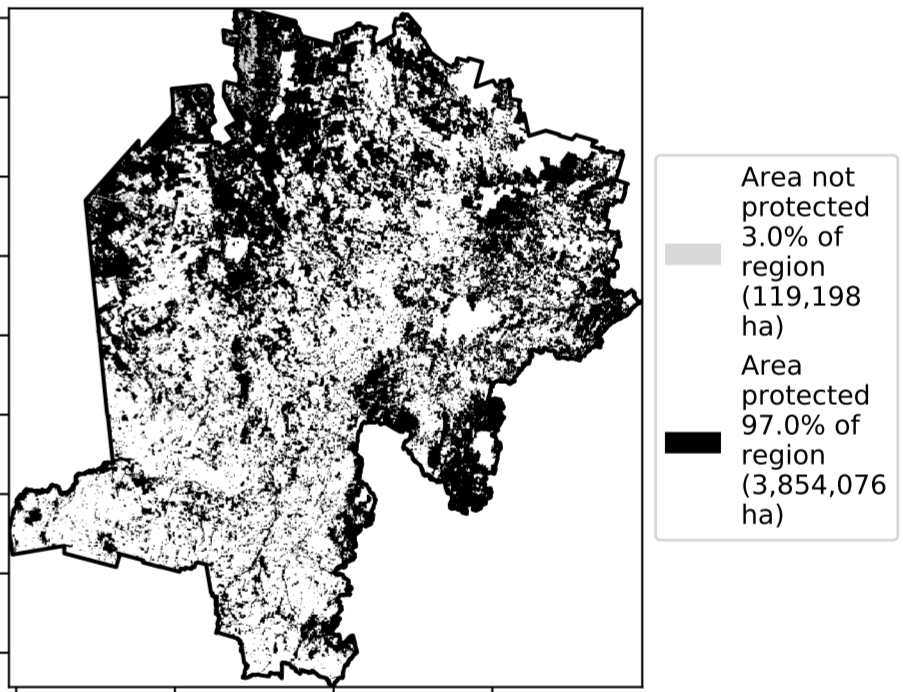 Area not
protected
3.0% of
region
(119,198
ha)
Area
protected
97.0% of
region
(3,854,076
ha)